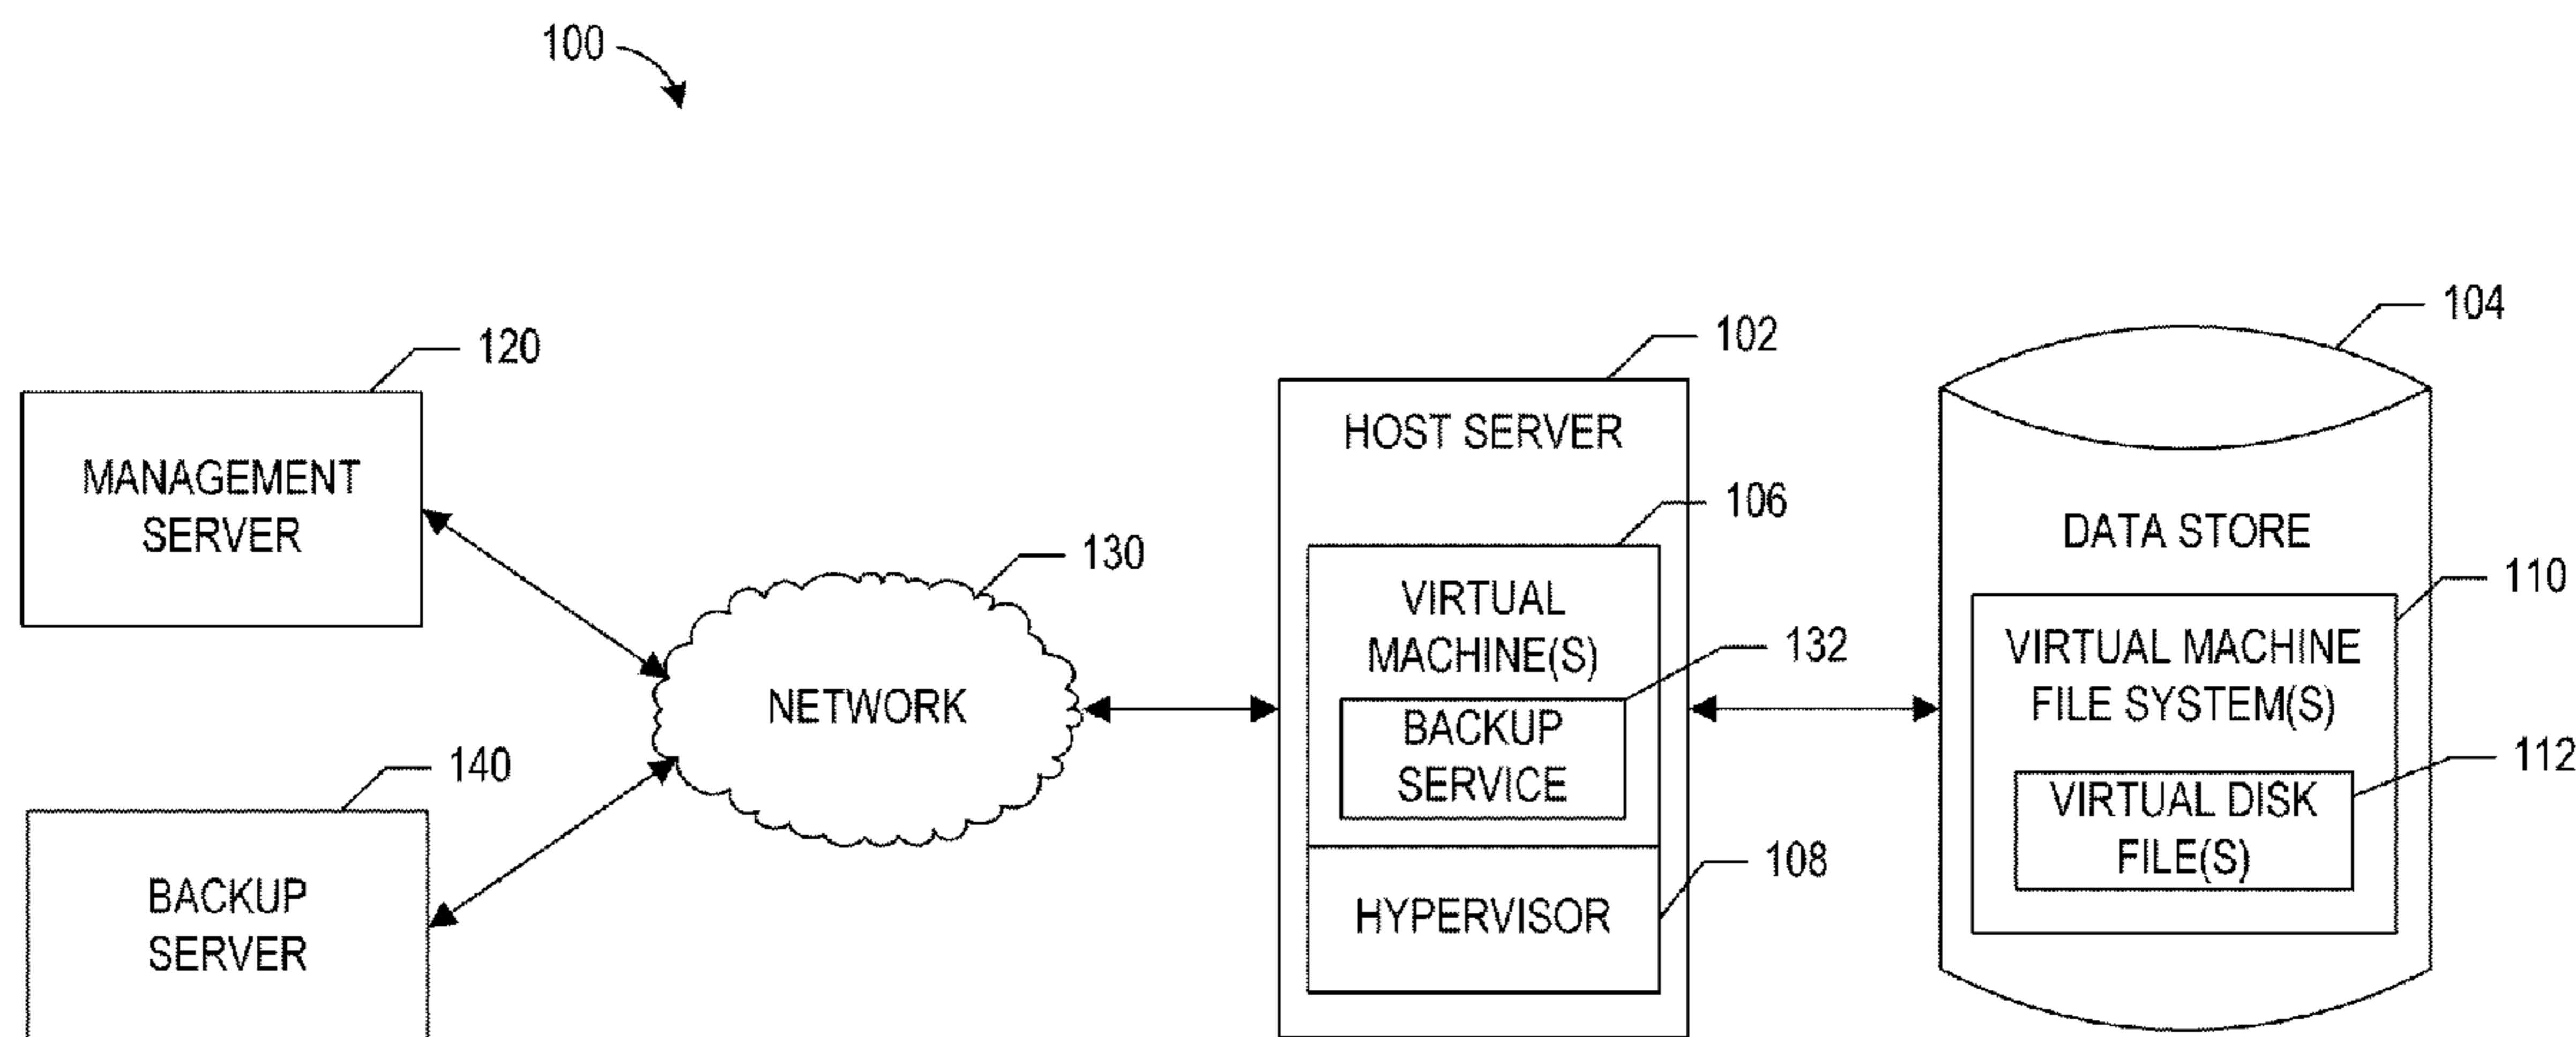 100
120
MANAGEMENT
SERVER
140
BACKUP
SERVER
130
NETWORK
102
HOST SERVER
106
VIRTUAL
MACHINE(S)
132
BACKUP
SERVICE
108
HYPERVISOR
104
DATA STORE
110
VIRTUAL MACHINE
FILE SYSTEM(S)
112
VIRTUAL DISK
FILE(S)